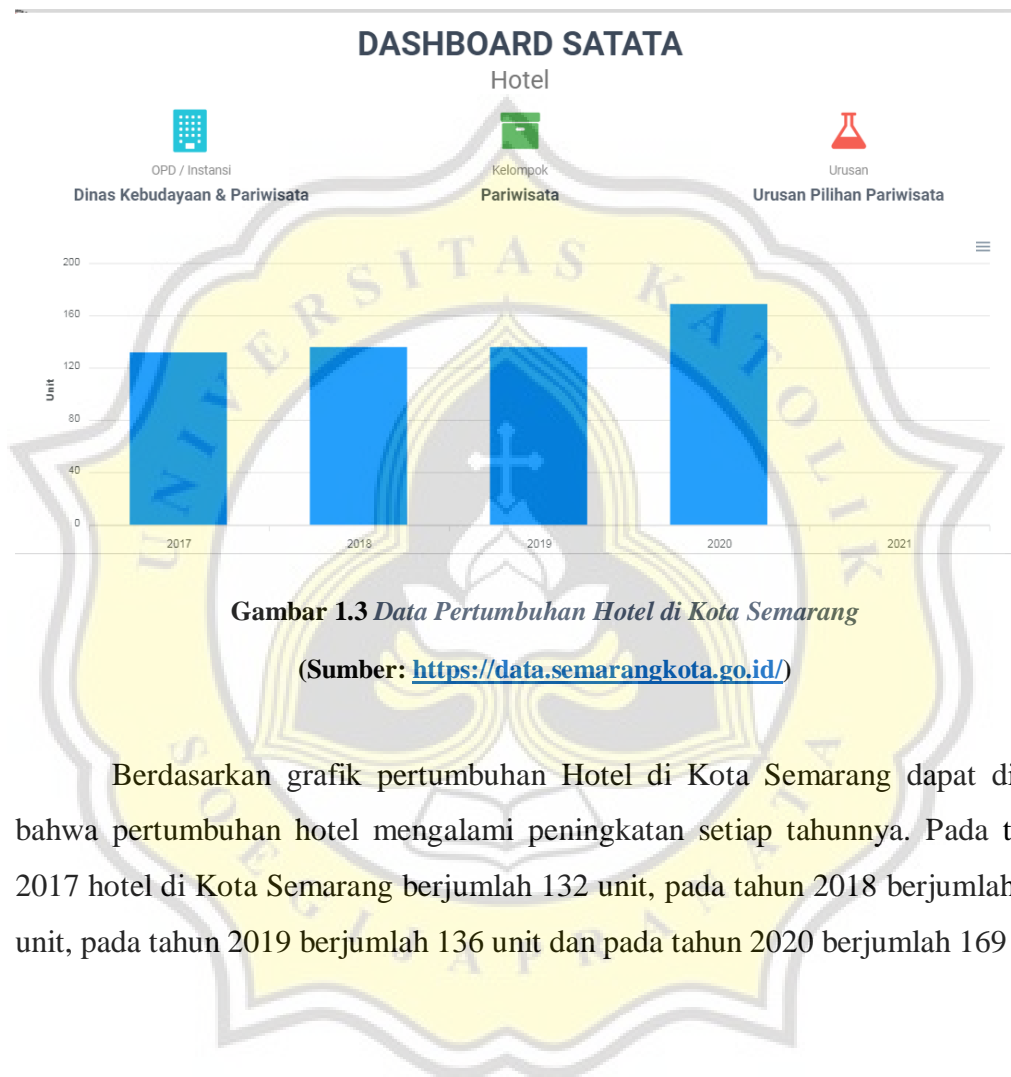 DASHBOARD SATATA
Hotel
OPD / Instansi
Dinas Kebudayaan & Pariwisata
Kelompok
Pariwisata
Urusan
Urusan Pilihan Pariwisata
Unit
200
160
120
80
40
0
2017 2018 2019 2020 2021
Gambar 1.3 Data Pertumbuhan Hotel di Kota Semarang
(Sumber: https://data.semarangkota.go.id/)
Berdasarkan grafik pertumbuhan Hotel di Kota Semarang dapat di
bahwa pertumbuhan hotel mengalami peningkatan setiap tahunnya. Pada t
2017 hotel di Kota Semarang berjumlah 132 unit, pada tahun 2018 berjumlah
unit, pada tahun 2019 berjumlah 136 unit dan pada tahun 2020 berjumlah 169
UNIVERSITAS KATOLIK
SOEGIJAPRANATA